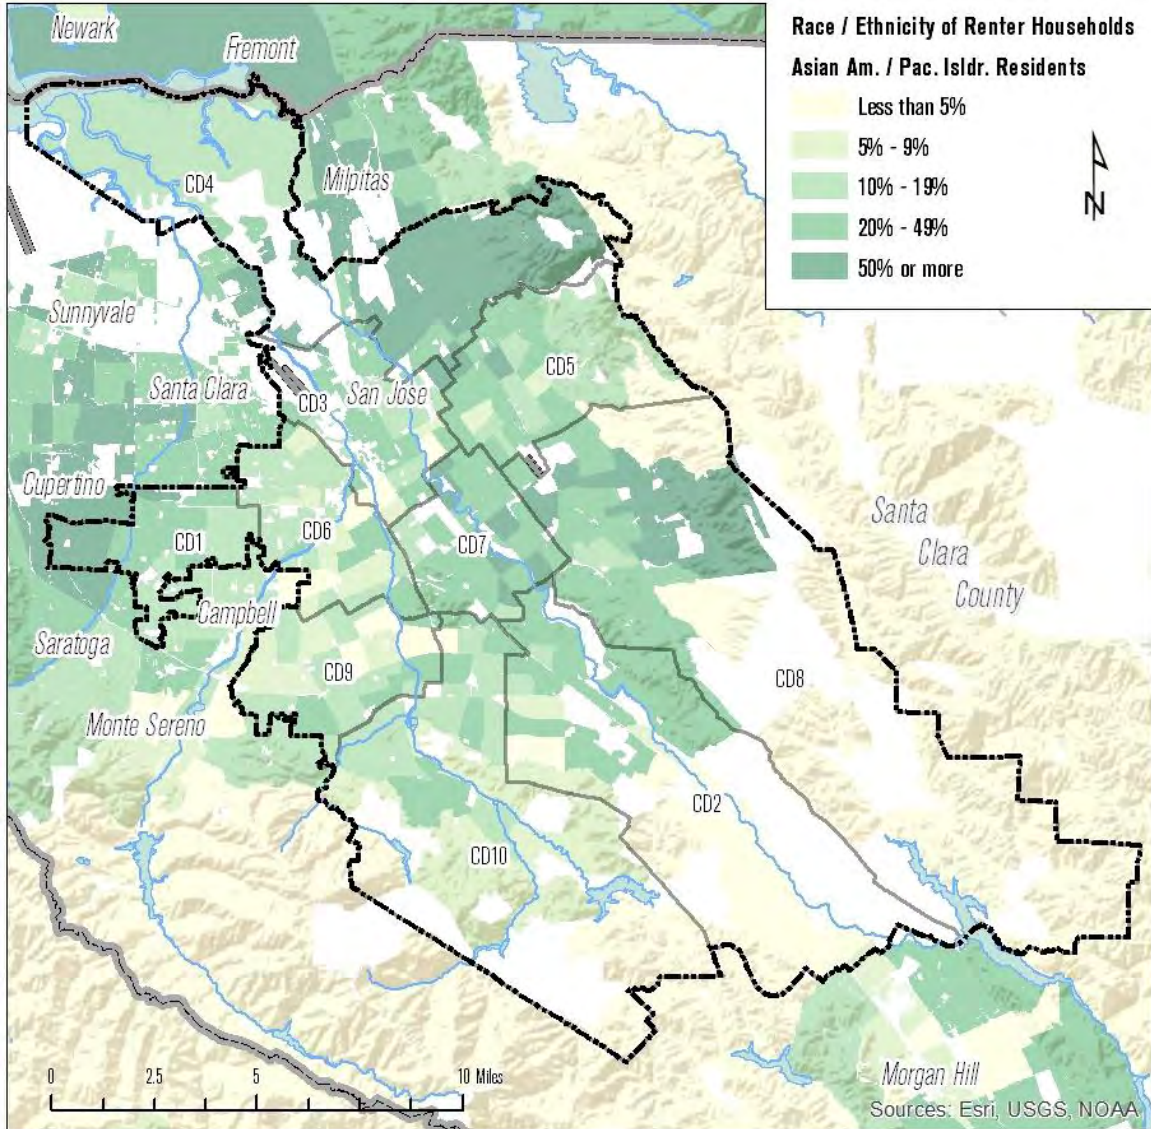 Newark
Fremont
Race / Ethnicity of Renter Households
Asian Am. / Pac. Isldr. Residents
Less than 5%
5% - 9%
10% - 19%
20% - 49%
50% or more
N
CD4
Milpitas
Sunnyvale
Santa Clara
CD3
San Jose
CD5
Cupertino
CD1
CD6
CD7
Santa
Clara
County
Campbell
Saratoga
CD9
CD8
Monte Sereno
CD2
CD10
0 2.5 5 10 Miles
Morgan Hill
Sources: Esri, USGS, NOAA